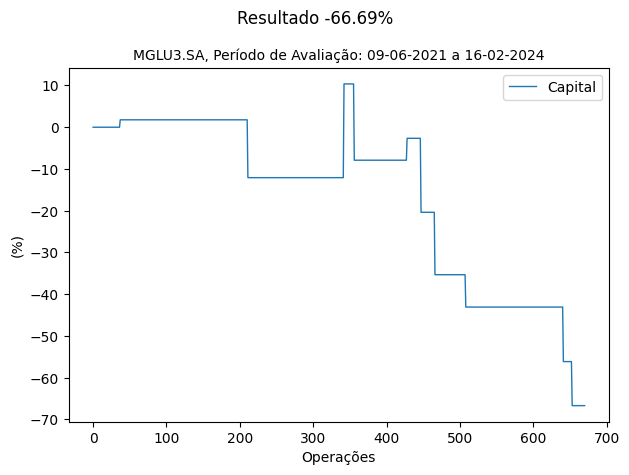 Resultado -66.69%
MGLU3.SA, Período de Avaliação: 09-06-2021 a 16-02-2024
Capital
10
0
−10
−20
−30
−40
−50
−60
−70
(%)
0 100 200 300 400 500 600 700
Operações